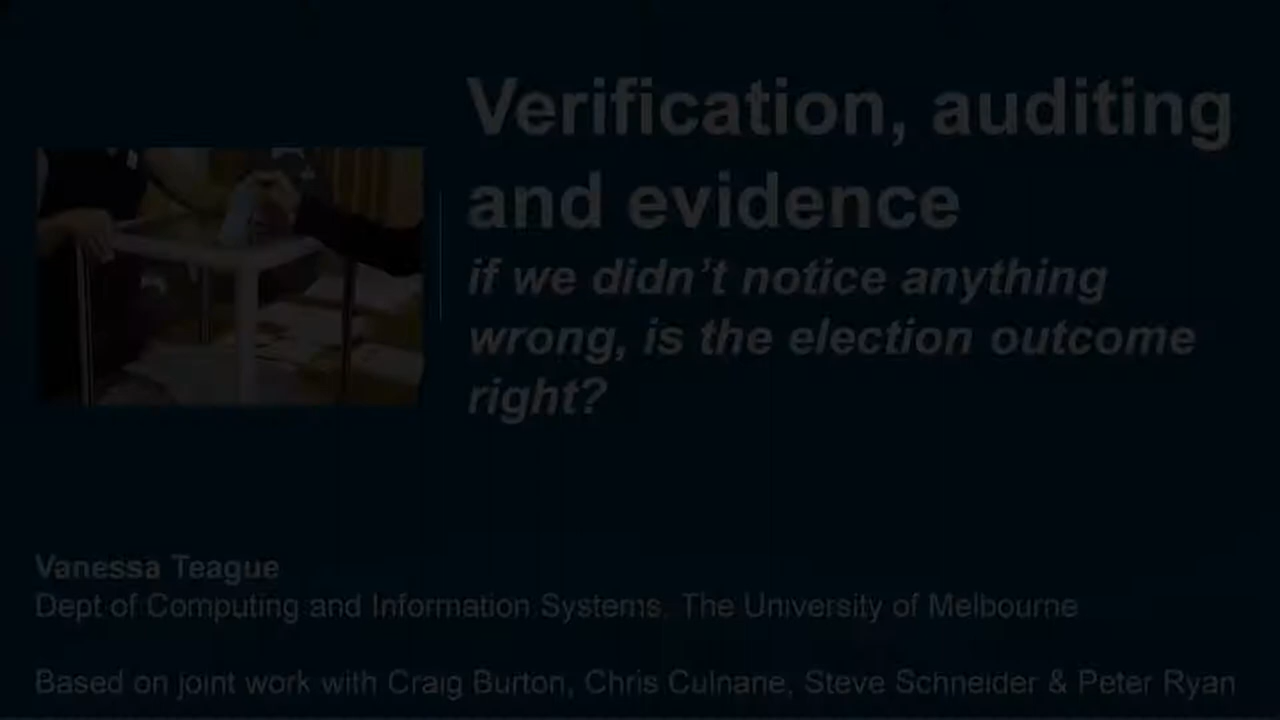 Verification, auditing
and evidence
if we didn't notice anything
wrong, is the election outcome
right?
Vanessa Teague
Dept of Computing and Information Systems, The University of Melbourne
Based on joint work with Craig Burton, Chris Culnane, Steve Schneider & Peter Ryan